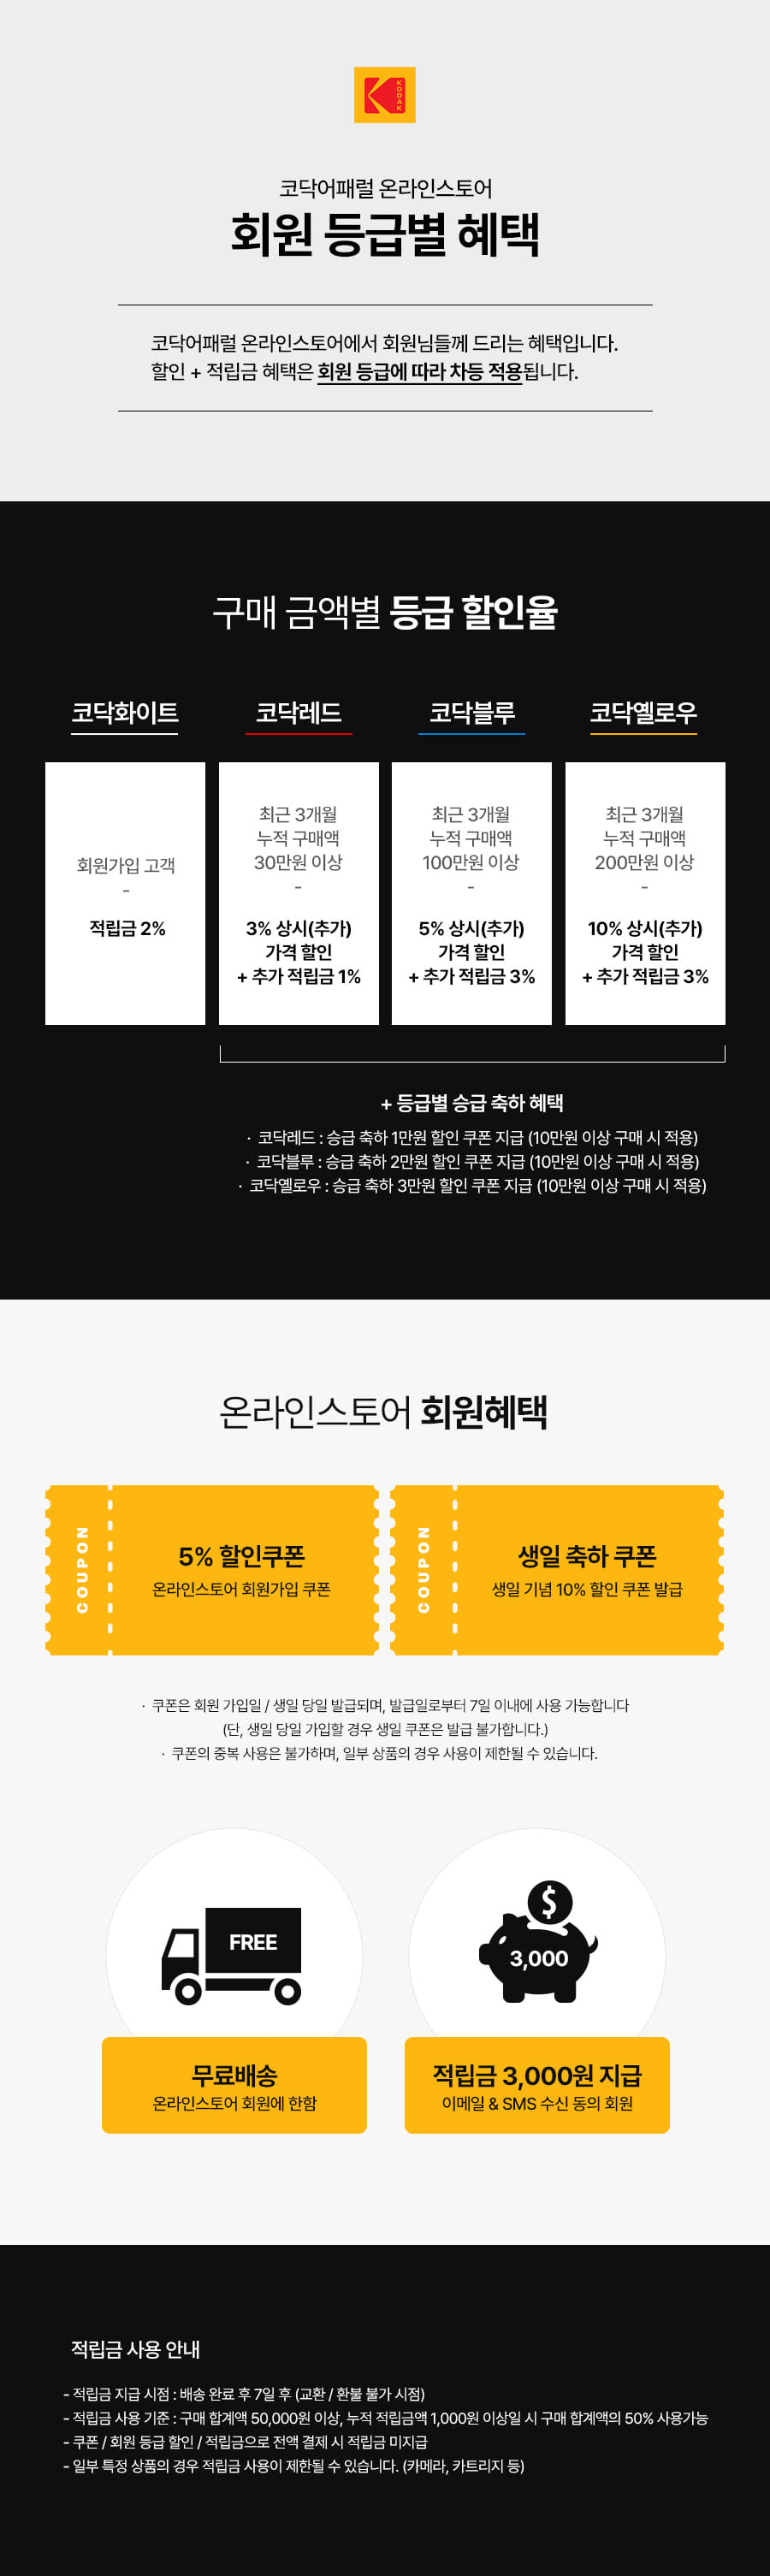 KODAK
코닥어패럴 온라인스토어
회원 등급별 혜택
코닥어패럴 온라인스토어에서 회원님들께 드리는 혜택입니다.
할인 + 적립금 혜택은 회원 등급에 따라 차등 적용됩니다.
구매 금액별 등급 할인율
코닥화이트
회원가입 고객
-
적립금 2%
코닥레드
최근 3개월
누적 구매액
30만원 이상
-
3% 상시(추가)
가격 할인
+ 추가 적립금 1%
코닥블루
최근 3개월
누적 구매액
100만원 이상
-
5% 상시(추가)
가격 할인
+ 추가 적립금 3%
코닥옐로우
최근 3개월
누적 구매액
200만원 이상
-
10% 상시(추가)
가격 할인
+ 추가 적립금 3%
+ 등급별 승급 축하 혜택
· 코닥레드 : 승급 축하 1만원 할인 쿠폰 지급 (10만원 이상 구매 시 적용)
· 코닥블루 : 승급 축하 2만원 할인 쿠폰 지급 (10만원 이상 구매 시 적용)
· 코닥옐로우 : 승급 축하 3만원 할인 쿠폰 지급 (10만원 이상 구매 시 적용)
온라인스토어 회원혜택
COUPON
5% 할인쿠폰
온라인스토어 회원가입 쿠폰
COUPON
생일 축하 쿠폰
생일 기념 10% 할인 쿠폰 발급
· 쿠폰은 회원 가입일 / 생일 당일 발급되며, 발급일로부터 7일 이내에 사용 가능합니다
(단, 생일 당일 가입할 경우 생일 쿠폰은 발급 불가합니다.)
· 쿠폰의 중복 사용은 불가하며, 일부 상품의 경우 사용이 제한될 수 있습니다.
FREE
무료배송
온라인스토어 회원에 한함
$
3,000
적립금 3,000원 지급
이메일 & SMS 수신 동의 회원
적립금 사용 안내
- 적립금 지급 시점 : 배송 완료 후 7일 후 (교환 / 환불 불가 시점)
- 적립금 사용 기준 : 구매 합계액 50,000원 이상, 누적 적립금액 1,000원 이상일 시 구매 합계액의 50% 사용가능
- 쿠폰 / 회원 등급 할인 / 적립금으로 전액 결제 시 적립금 미지급
- 일부 특정 상품의 경우 적립금 사용이 제한될 수 있습니다. (카메라, 카트리지 등)